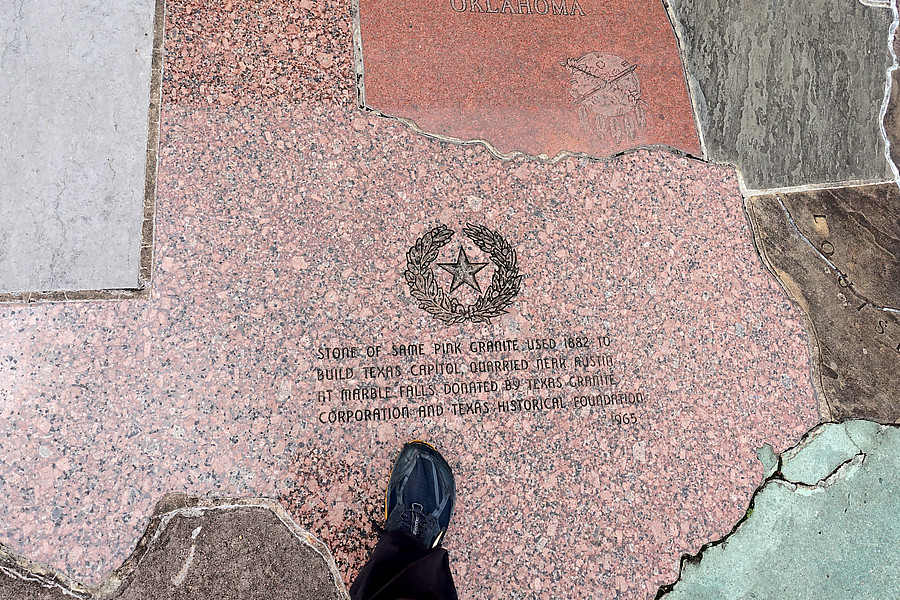 OKLAHOMA
STONE OF SAME PINK GRANITE USED 1882 TO
BUILD TEXAS CAPITOL QUARRIED NEAR AUSTIN
AT MARBLE FALLS. DONATED BY TEXAS GRANITE
CORPORATION AND TEXAS HISTORICAL FOUNDATION
1965